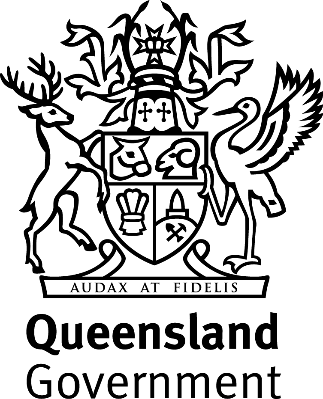 AUDAX AT FIDELIS
Queensland
Government